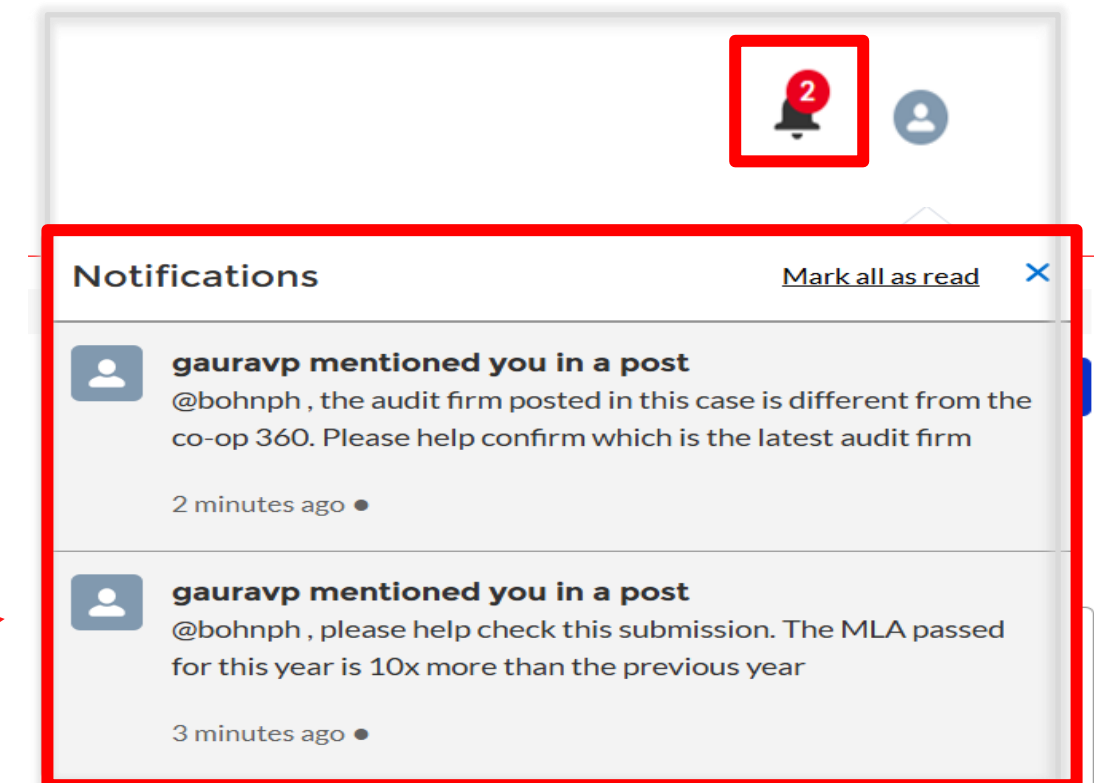 2
Notifications
Mark all as read
gauravp mentioned you in a post
@bohnph , the audit firm posted in this case is different from the
co-op 360. Please help confirm which is the latest audit firm
2 minutes ago
gauravp mentioned you in a post
@bohnph , please help check this submission. The MLA passed
for this year is 10x more than the previous year
3 minutes ago